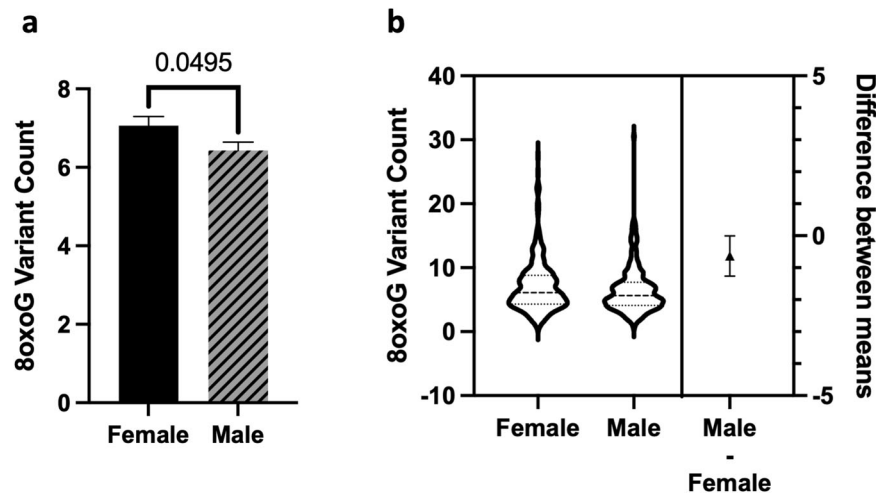 a
0.0495
8oxoG Variant Count
8
6
4
2
0
Female
Male
b
8oxoG Variant Count
40
30
20
10
0
-10
Female
Male
Male
-
Female
5
0
-5
Difference between means